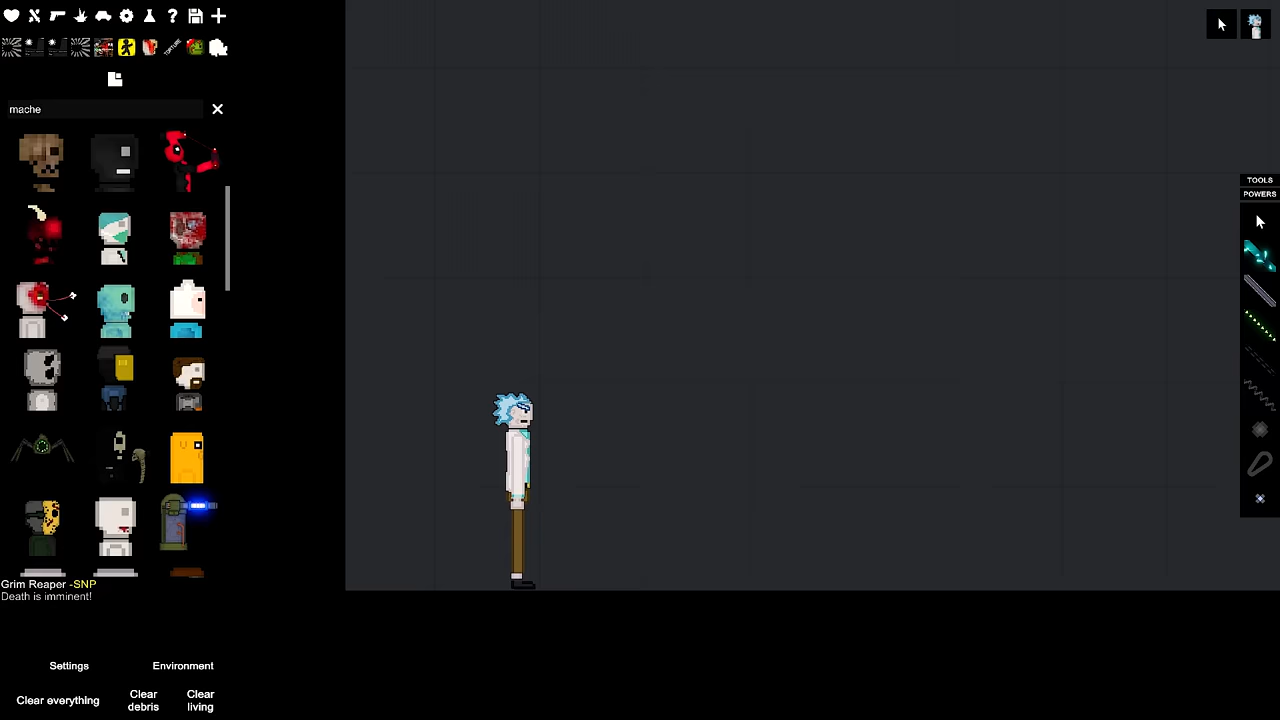 mache
TOOLS
POWERS
Grim Reaper -SNP
Death is imminent!
Settings
Environment
Clear everything
Clear
debris
Clear
living